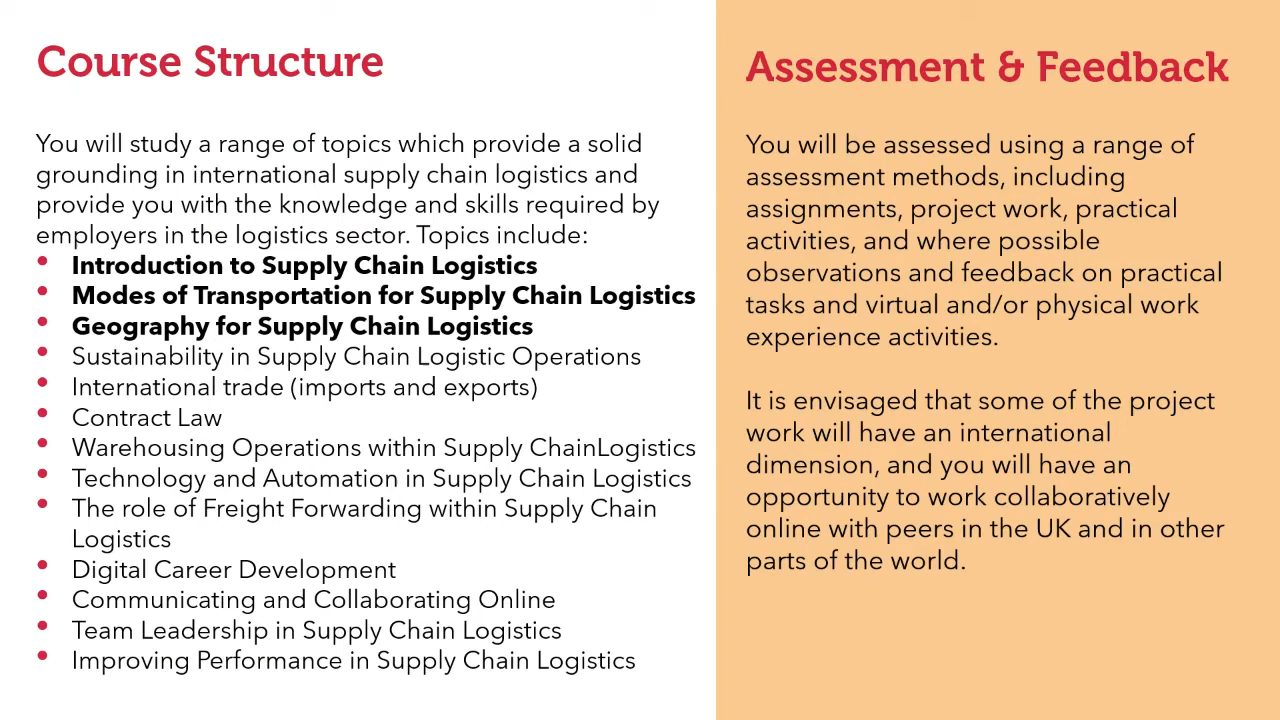 Course Structure
You will study a range of topics which provide a solid
grounding in international supply chain logistics and
provide you with the knowledge and skills required by
employers in the logistics sector. Topics include:
• Introduction to Supply Chain Logistics
• Modes of Transportation for Supply Chain Logistics
• Geography for Supply Chain Logistics
• Sustainability in Supply Chain Logistic Operations
• International trade (imports and exports)
• Contract Law
• Warehousing Operations within Supply ChainLogistics
• Technology and Automation in Supply Chain Logistics
• The role of Freight Forwarding within Supply Chain
Logistics
• Digital Career Development
• Communicating and Collaborating Online
• Team Leadership in Supply Chain Logistics
• Improving Performance in Supply Chain Logistics
Assessment & Feedback
You will be assessed using a range of
assessment methods, including
assignments, project work, practical
activities, and where possible
observations and feedback on practical
tasks and virtual and/or physical work
experience activities.
It is envisaged that some of the project
work will have an international
dimension, and you will have an
opportunity to work collaboratively
online with peers in the UK and in other
parts of the world.